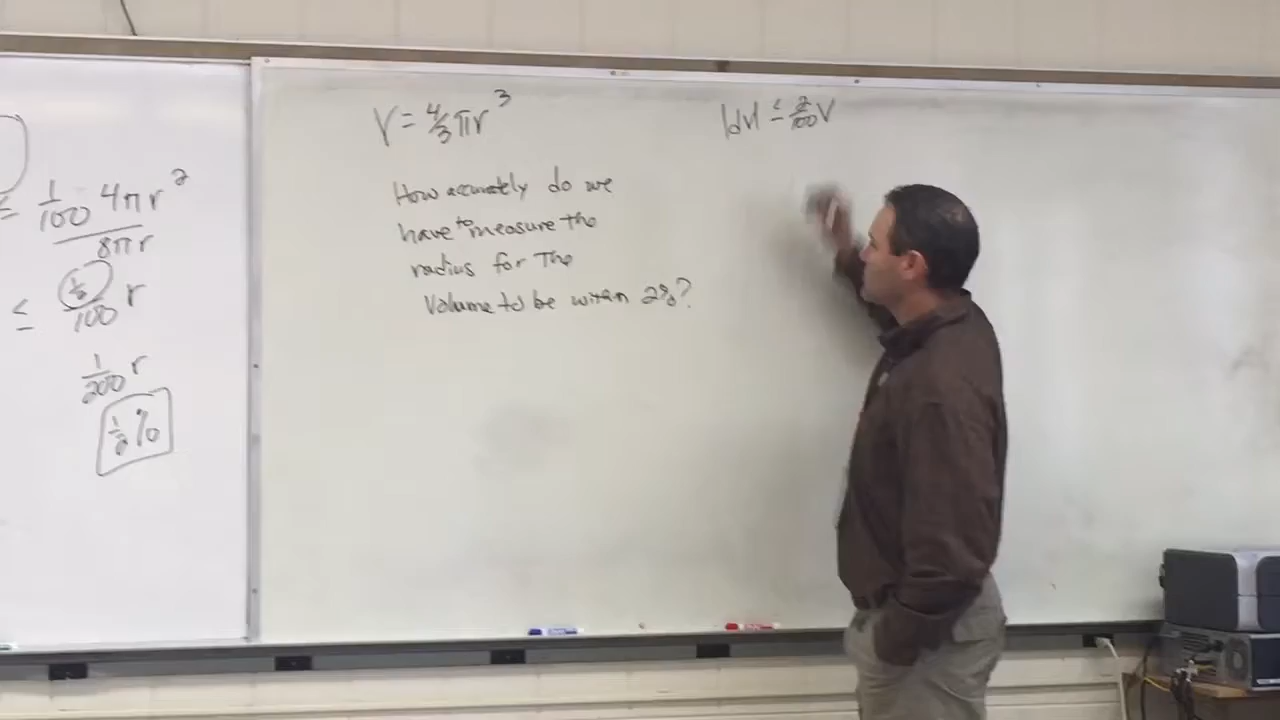 = 1/100 4πr²
8πr
≤ ½/100 r
1/200 r
½%
V = 4/3 πr³
How accurately do we
have to measure the
radius for the
Volume to be within 2%?
|dV| ≤ 2/100 V